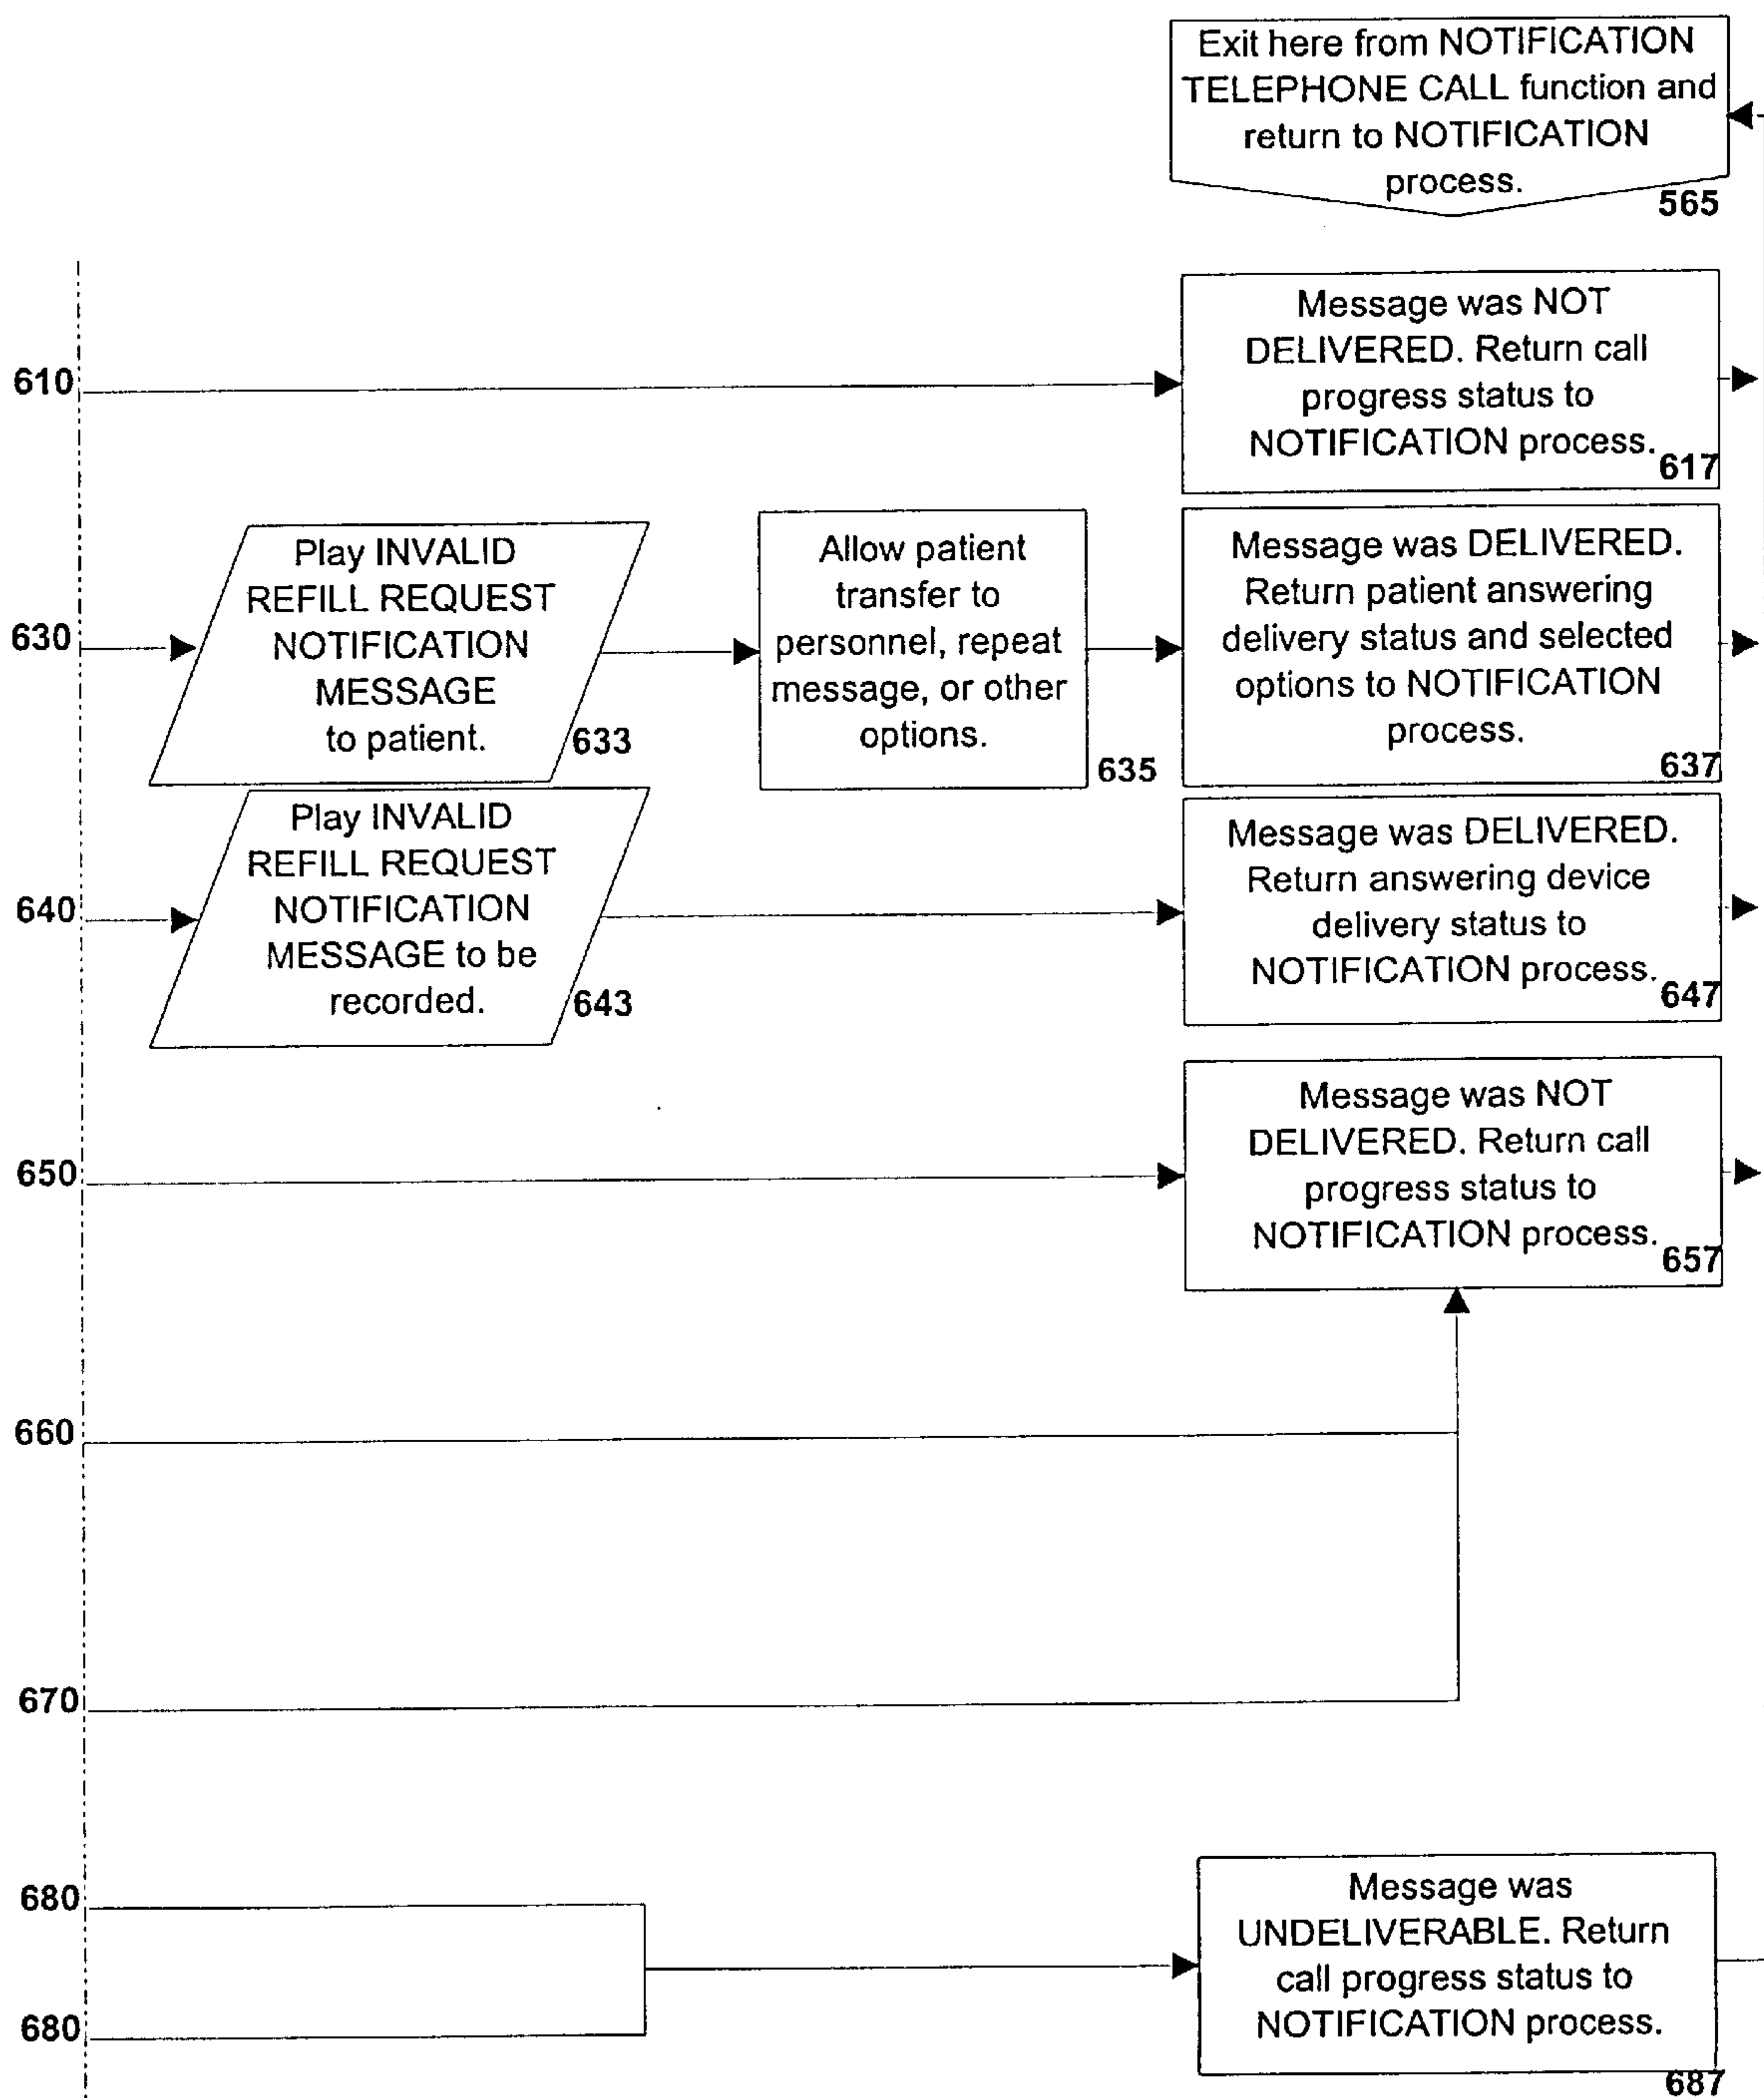 Exit here from NOTIFICATION
TELEPHONE CALL function and
return to NOTIFICATION
process.
565
610
Message was NOT
DELIVERED. Return call
progress status to
NOTIFICATION process.
617
630
Play INVALID
REFILL REQUEST
NOTIFICATION
MESSAGE
to patient.
633
Allow patient
transfer to
personnel, repeat
message, or other
options.
635
Message was DELIVERED.
Return patient answering
delivery status and selected
options to NOTIFICATION
process.
637
640
Play INVALID
REFILL REQUEST
NOTIFICATION
MESSAGE to be
recorded.
643
Message was DELIVERED.
Return answering device
delivery status to
NOTIFICATION process.
647
650
Message was NOT
DELIVERED. Return call
progress status to
NOTIFICATION process.
657
660
670
680
680
Message was
UNDELIVERABLE. Return
call progress status to
NOTIFICATION process.
687